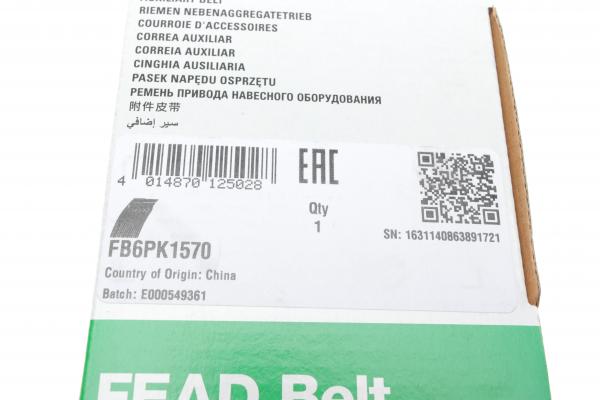 AUXILIARY BELT
RIEMEN NEBENAGGREGATETRIEB
COURROIE D'ACCESSOIRES
CORREA AUXILIAR
CORREIA AUXILIAR
CINGHIA AUSILIARIA
PASEK NAPĘDU OSPRZĘTU
РЕМЕНЬ ПРИВОДА НАВЕСНОГО ОБОРУДОВАНИЯ
附件皮带
سير إضافي
4 014870 125028
EAC
Qty
1
SN: 1631140863891721
FB6PK1570
Country of Origin: China
Batch: E000549361
FEAD Belt